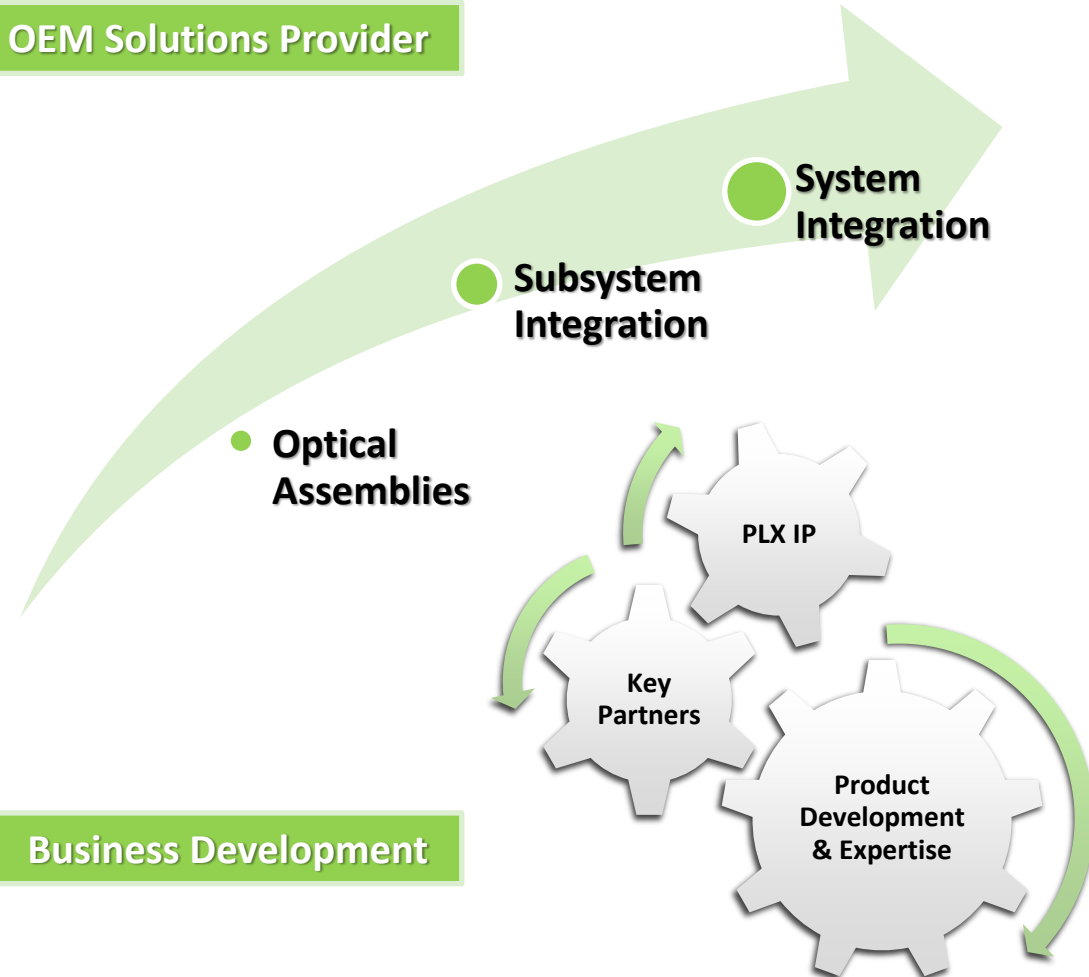 OEM Solutions Provider
System
Integration
Subsystem
Integration
Optical
Assemblies
PLX IP
Key
Partners
Product
Development
& Expertise
Business Development